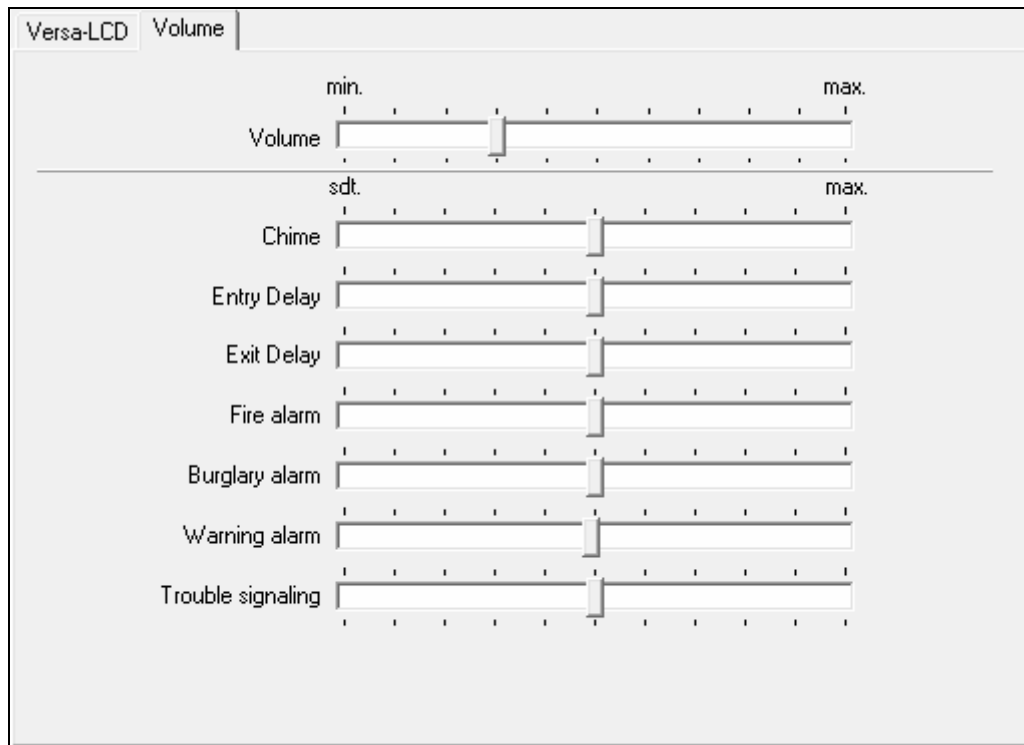 Versa-LCD Volume
min. max.
Volume
sdt. max.
Chime
Entry Delay
Exit Delay
Fire alarm
Burglary alarm
Warning alarm
Trouble signaling